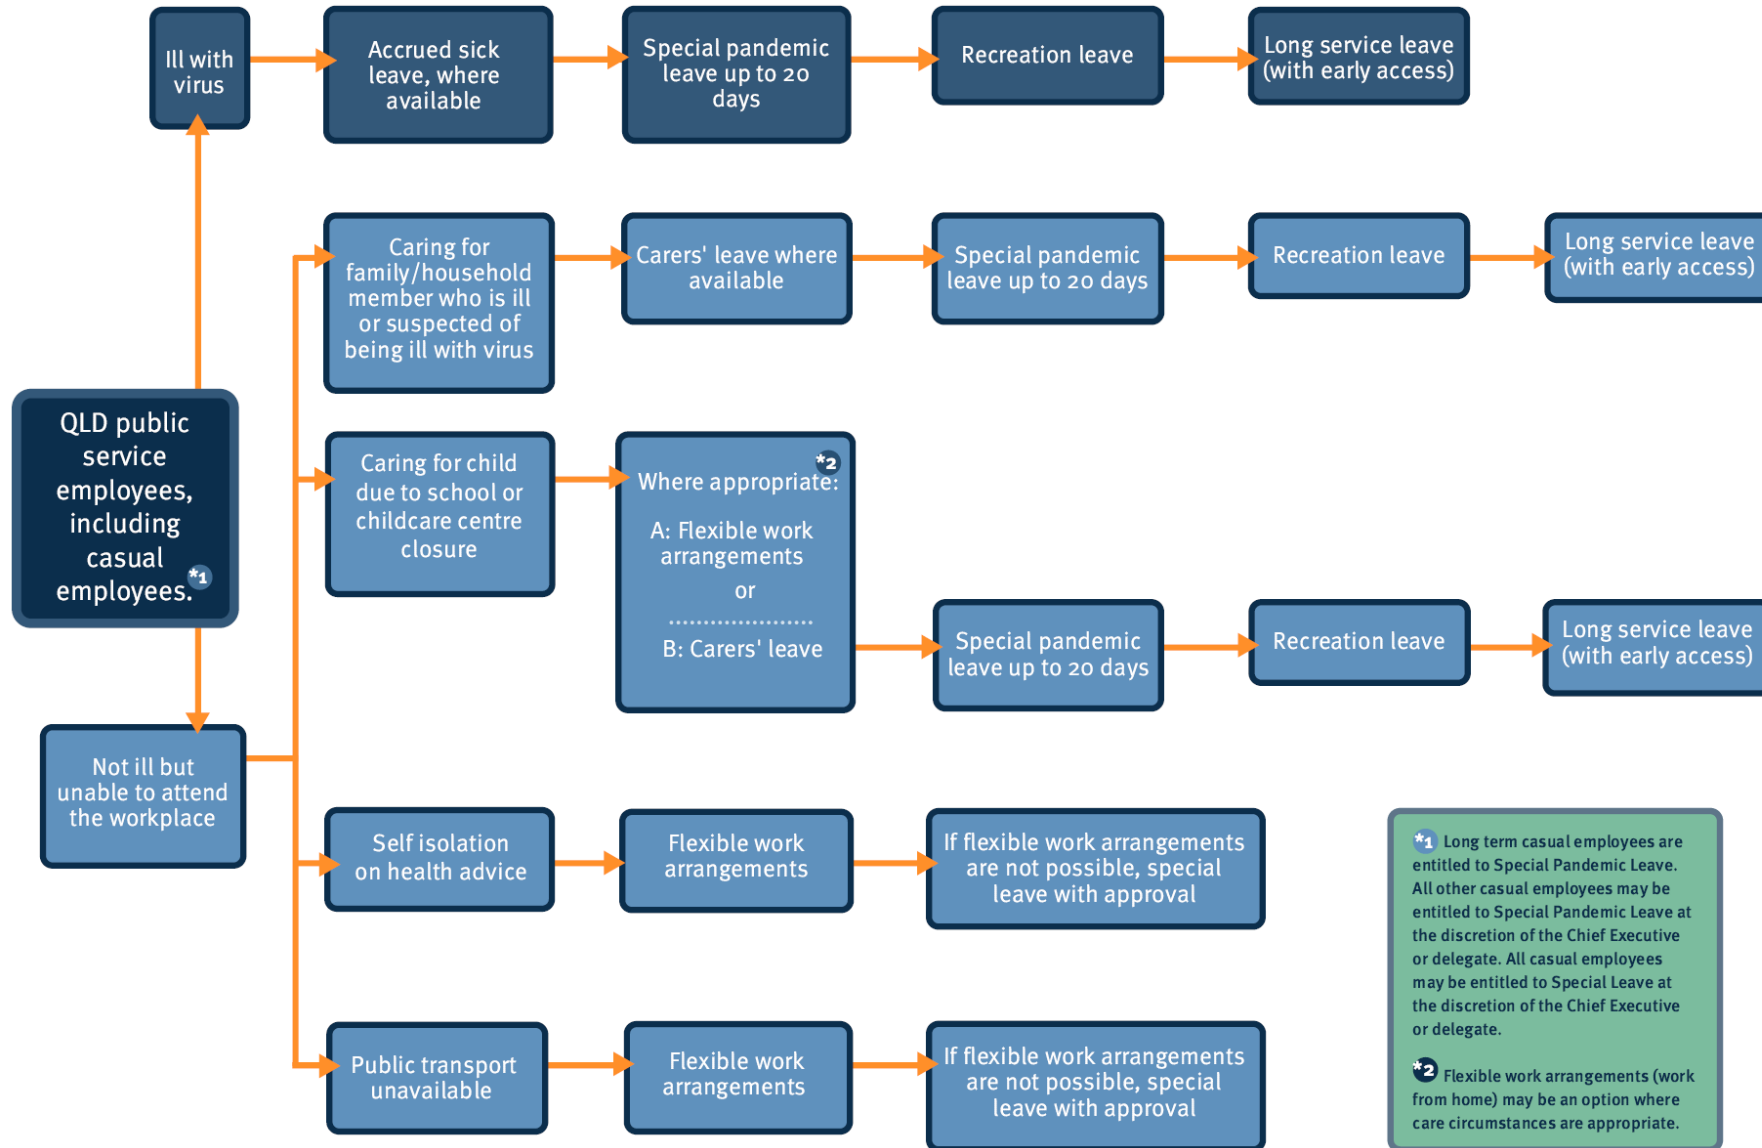 Ill with
virus
Accrued sick
leave, where
available
Special pandemic
leave up to 20
days
Recreation leave
Long service leave
(with early access)
Caring for
family/household
member who is ill
or suspected of
being ill with virus
Carers' leave where
available
Special pandemic
leave up to 20 days
Recreation leave
Long service leave
(with early access)
QLD public
service
employees,
including
casual
employees.*1
Caring for child
due to school or
childcare centre
closure
*2
Where appropriate:
A: Flexible work
arrangements
or
.....................
B: Carers' leave
Special pandemic
leave up to 20 days
Recreation leave
Long service leave
(with early access)
Not ill but
unable to attend
the workplace
Self isolation
on health advice
Flexible work
arrangements
If flexible work arrangements
are not possible, special
leave with approval
Public transport
unavailable
Flexible work
arrangements
If flexible work arrangements
are not possible, special
leave with approval
*1 Long term casual employees are
entitled to Special Pandemic Leave.
All other casual employees may be
entitled to Special Pandemic Leave at
the discretion of the Chief Executive
or delegate. All casual employees
may be entitled to Special Leave at
the discretion of the Chief Executive
or delegate.
*2 Flexible work arrangements (work
from home) may be an option where
care circumstances are appropriate.